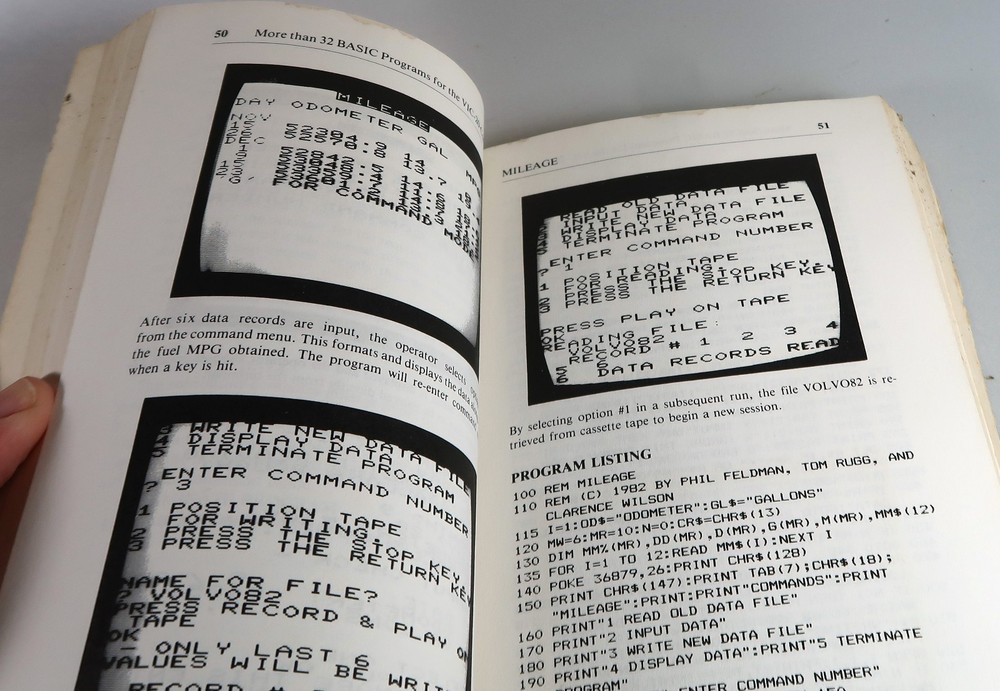 50 More than 32 BASIC Programs for the
MILEAGE
DAY ODOMETER GAL
NOV
DEC
COMMAND
After six data records are input, the operator selects
from the command menu. This formats and displays the data
the fuel MPG obtained. The program will re-enter
when a key is hit.
3 WRITE NEW DATA FILE
4 DISPLAY DATA
5 TERMINATE PROGRAM
ENTER COMMAND NUMBER
? 3
1 POSITION TAPE
FOR WRITING.
2 PRESS THE STOP KEY.
3 PRESS THE RETURN KEY
NAME FOR FILE?
? VOLVO82
PRESS RECORD & PLAY ON
TAPE
OK
ONLY LAST 6
VALUES WILL BE
RECORD #
51
MILEAGE
READ OLD DATA FILE
INPUT DATA
WRITE NEW DATA FILE
DISPLAY DATA
TERMINATE PROGRAM
ENTER COMMAND NUMBER
? 1
1 POSITION TAPE
FOR READING.
2 PRESS THE STOP KEY.
3 PRESS THE RETURN KEY
PRESS PLAY ON TAPE
OK
READING FILE:
VOLVO82
RECORD # 1 2 3 4
5 6
6 DATA RECORDS READ
By selecting option #1 in a subsequent run, the file VOLVO82 is re-
trieved from cassette tape to begin a new session.
PROGRAM LISTING
100 REM MILEAGE
110 REM (C) 1982 BY PHIL FELDMAN, TOM RUGG, AND
CLARENCE WILSON
115 I=1:OD$="ODOMETER":GL$="GALLONS"
120 MW=6:MR=10:N=0:CR$=CHR$(13)
130 DIM MM%(MR),DD(MR),D(MR),G(MR),M(MR),MM$(12)
135 FOR I=1 TO 12:READ MM$(I):NEXT I
140 POKE 36879,26:PRINT CHR$(128)
150 PRINT CHR$(147):PRINT TAB(7);CHR$(18);
"MILEAGE":PRINT:PRINT"COMMANDS":PRINT
160 PRINT"1 READ OLD DATA FILE"
170 PRINT"2 INPUT DATA"
180 PRINT"3 WRITE NEW DATA FILE"
190 PRINT"4 DISPLAY DATA":PRINT"5 TERMINATE
PROGRAM"
ENTER COMMAND NUMBER"